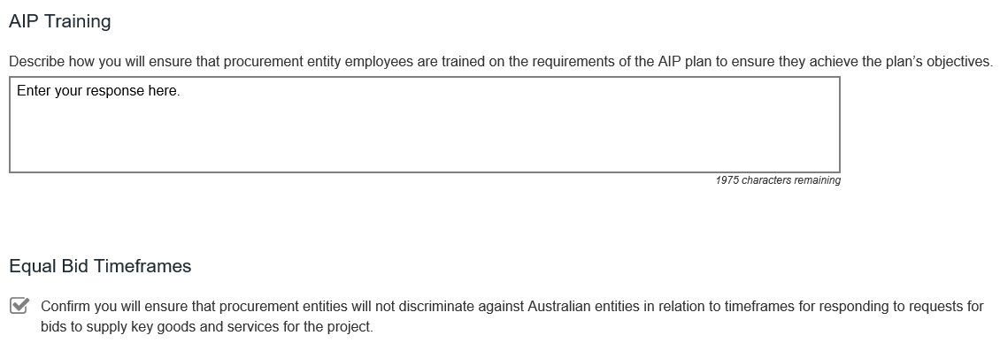 AIP Training
Describe how you will ensure that procurement entity employees are trained on the requirements of the AIP plan to ensure they achieve the plan’s objectives.
Enter your response here.
1975 characters remaining
Equal Bid Timeframes
Confirm you will ensure that procurement entities will not discriminate against Australian entities in relation to timeframes for responding to requests for
bids to supply key goods and services for the project.